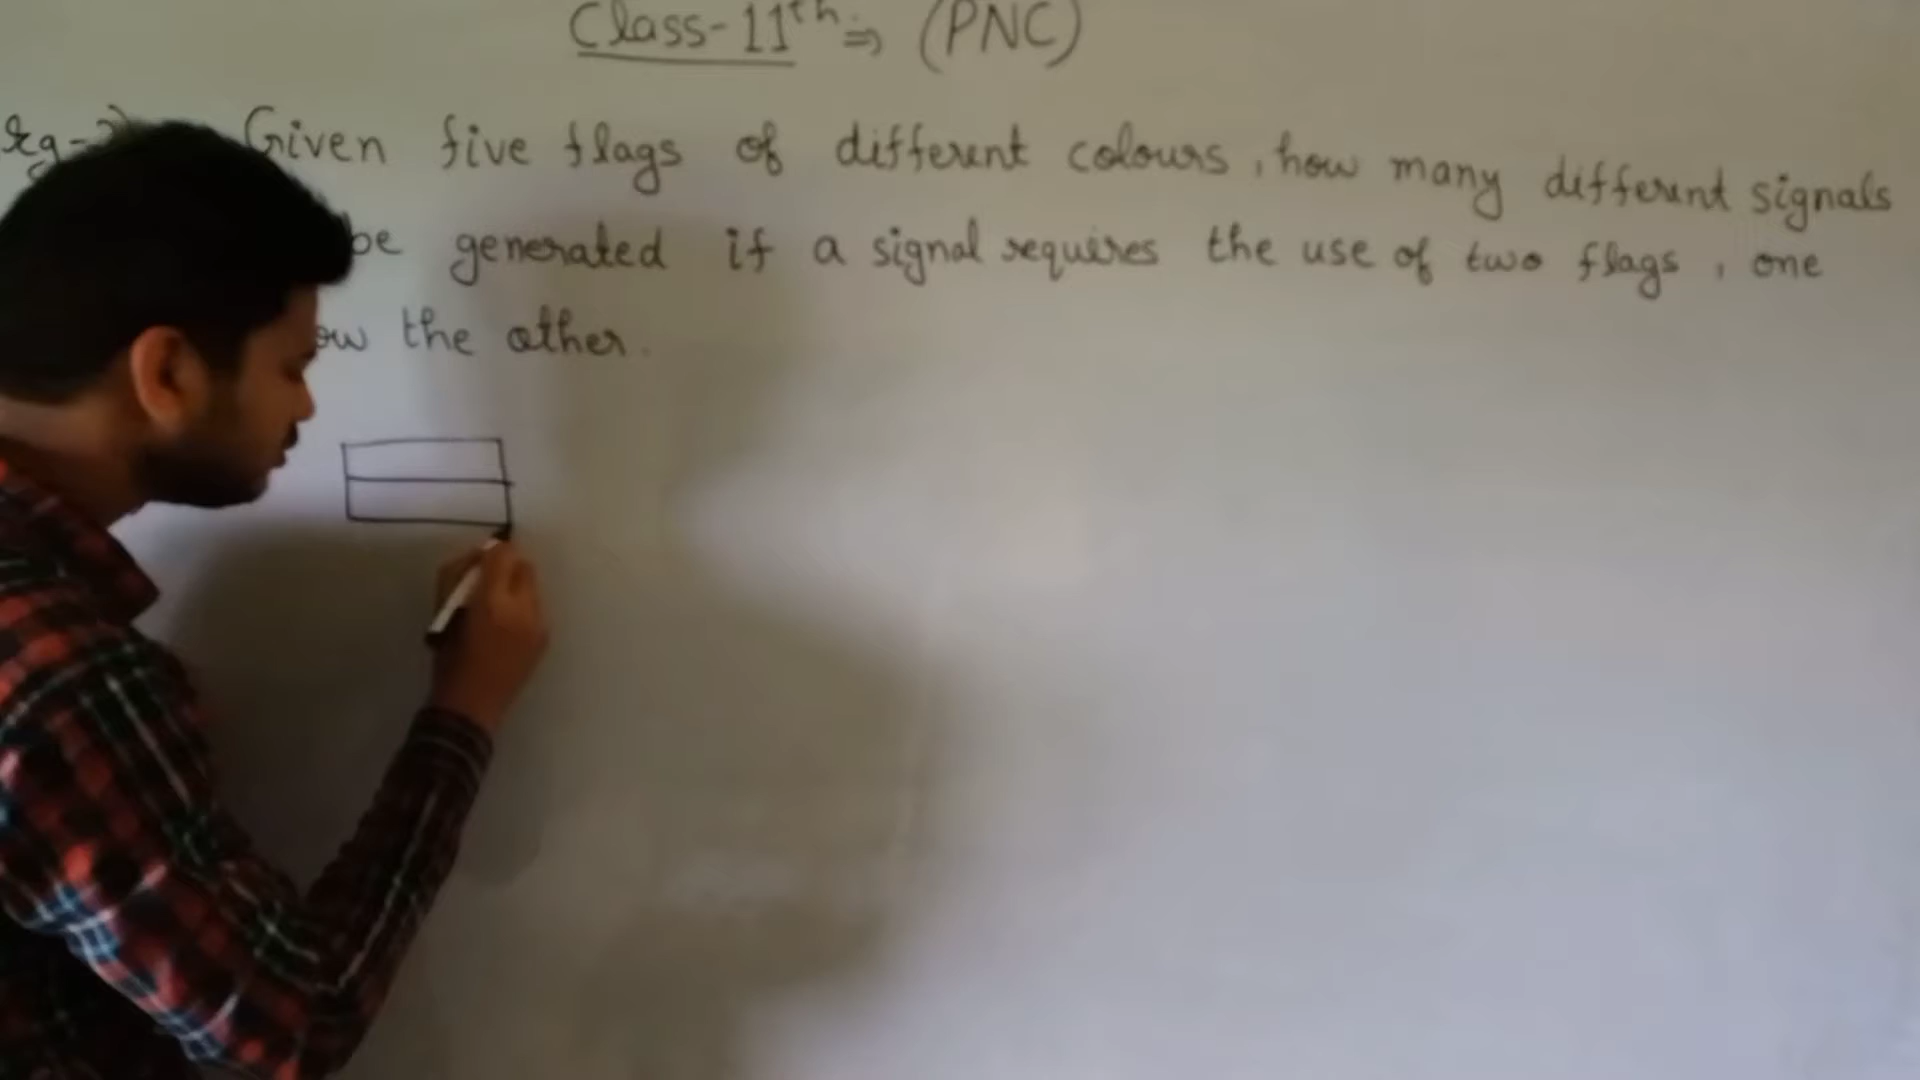 Class-11th ⇒ (PNC)
Given five flags of different colours, how many different signals
be generated if a signal requires the use of two flags, one
the other.